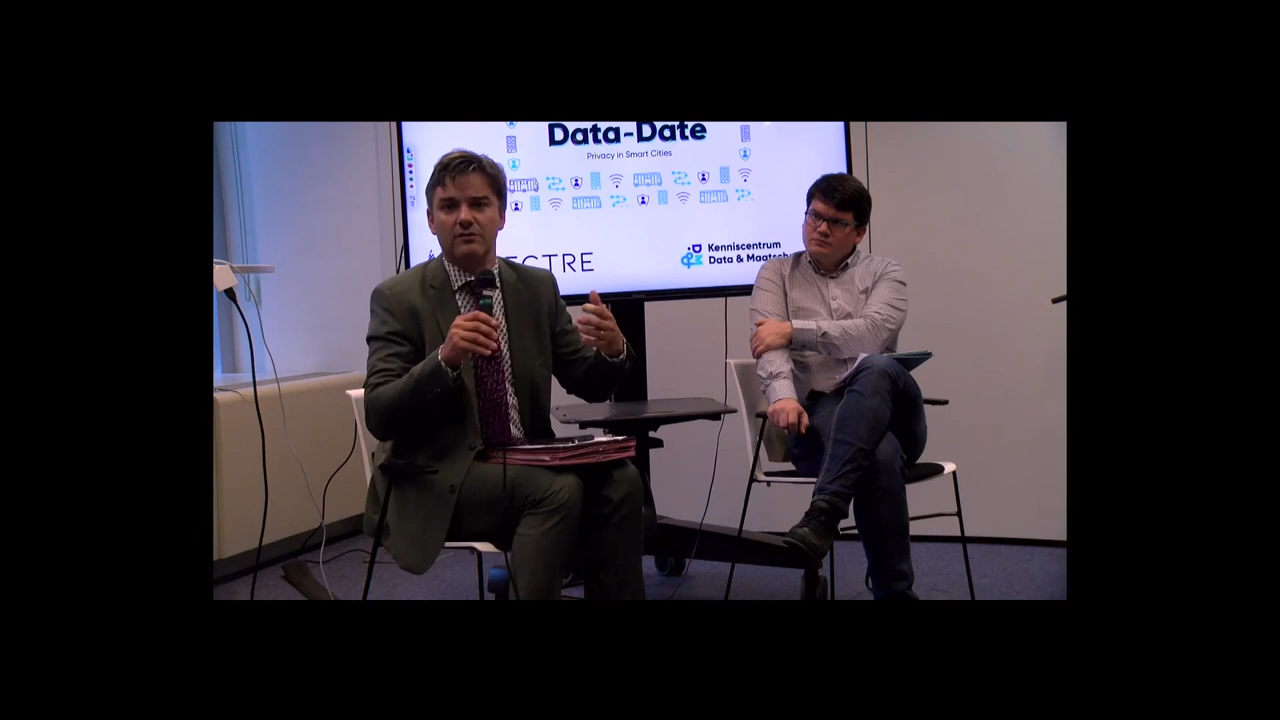 Data-Date
Privacy in Smart Cities
ECTRE
Kenniscentrum
Data & Maatsch